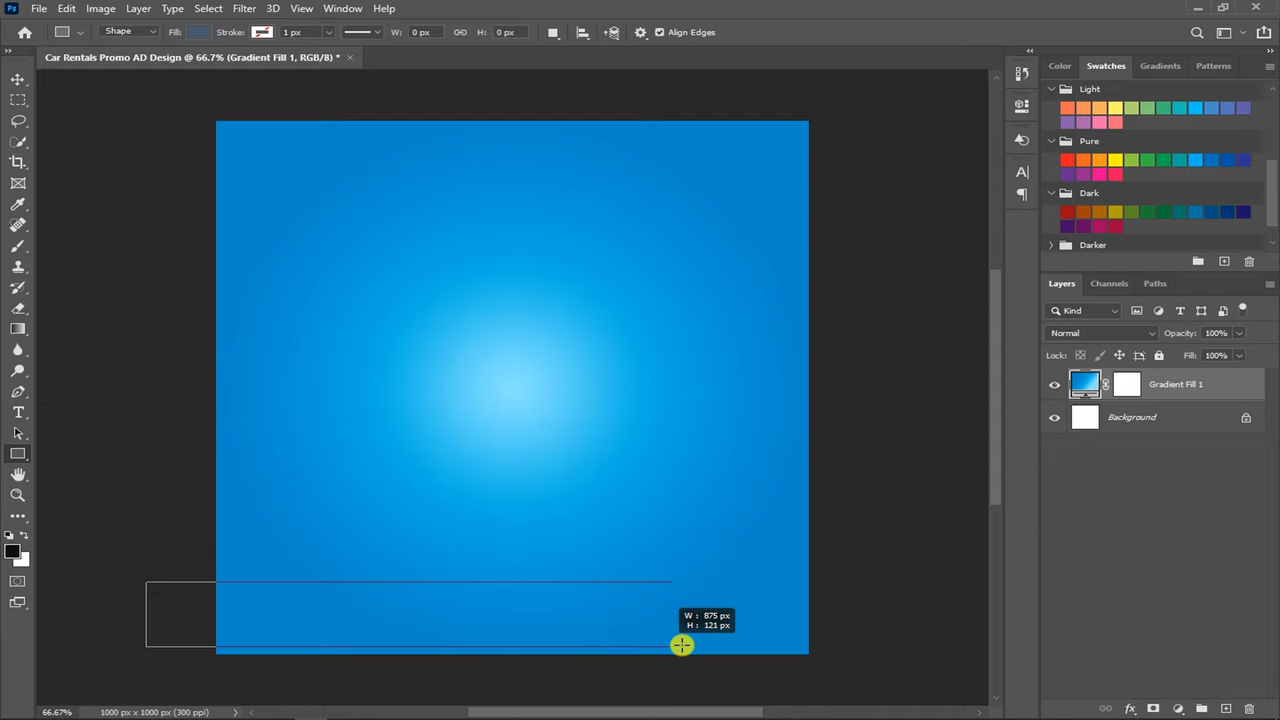 Ps File Edit Image Layer Type Select Filter 3D View Window Help
Shape Fill: Stroke: 1 px W: 0 px H: 0 px Align Edges
Car Rentals Promo AD Design @ 66.7% (Gradient Fill 1, RGB/8) *
Color Swatches Gradients Patterns
Light
Pure
Dark
Darker
Layers Channels Paths
Kind
Normal Opacity: 100%
Lock: Fill: 100%
Gradient Fill 1
Background
W: 875 px
H: 121 px
66.67% 1000 px x 1000 px (300 ppi)